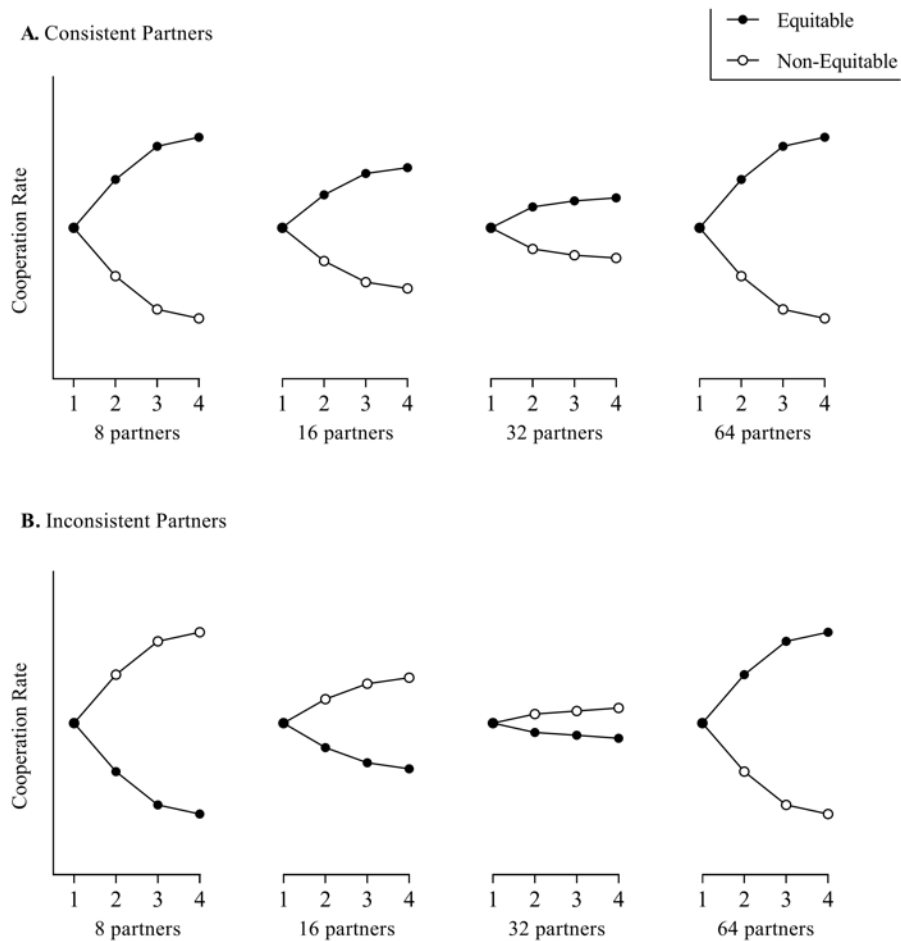 A. Consistent Partners
Equitable
Non-Equitable
Cooperation Rate
1 2 3 4 1 2 3 4 1 2 3 4 1 2 3 4
8 partners 16 partners 32 partners 64 partners
B. Inconsistent Partners
Cooperation Rate
1 2 3 4 1 2 3 4 1 2 3 4 1 2 3 4
8 partners 16 partners 32 partners 64 partners